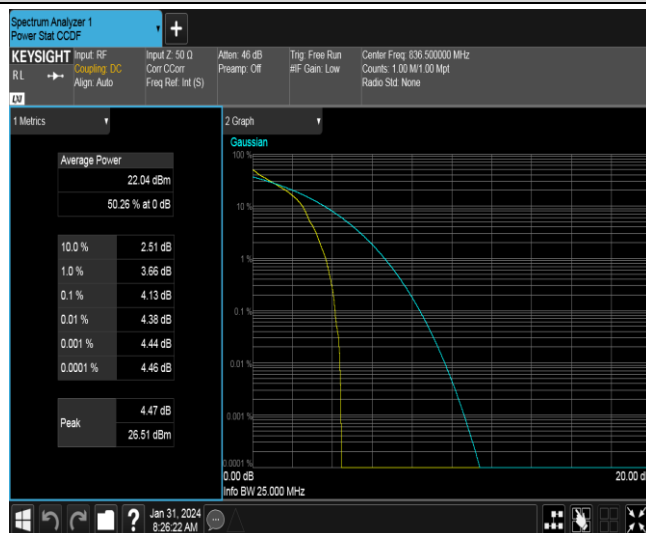 Spectrum Analyzer 1
Power Stat CCDF
+
KEYSIGHT
RL
LXI
Input: RF
Coupling: DC
Align: Auto
Input Z: 50 Ω
Corr CCorr
Freq Ref: Int (S)
Atten: 46 dB
Preamp: Off
Trig: Free Run
#IF Gain: Low
Center Freq: 836.500000 MHz
Counts: 1.00 M/1.00 Mpt
Radio Std: None
1 Metrics
Average Power
22.04 dBm
50.26 % at 0 dB
10.0 % 2.51 dB
1.0 % 3.66 dB
0.1 % 4.13 dB
0.01 % 4.38 dB
0.001 % 4.44 dB
0.0001 % 4.46 dB
Peak
4.47 dB
26.51 dBm
2 Graph
Gaussian
100 %
10 %
1 %
0.1 %
0.01 %
0.001 %
0.0001 %
0.00 dB
20.00 d
Info BW 25.000 MHz
?
Jan 31, 2024
8:26:22 AM